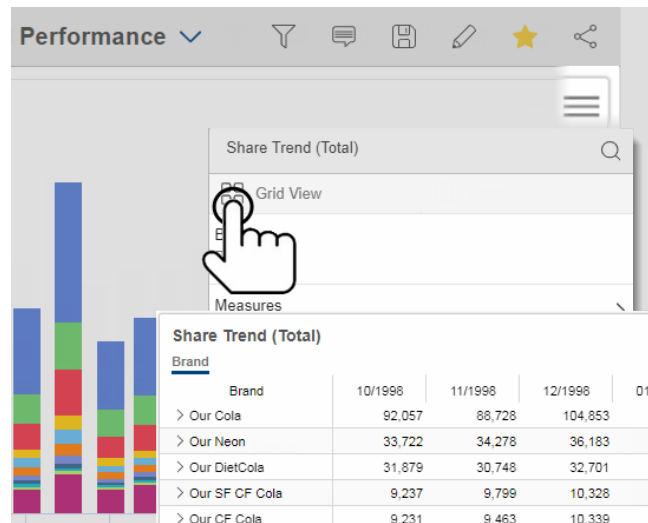 Performance
Share Trend (Total)
Grid View
Measures
Share Trend (Total)
Brand
Brand 10/1998 11/1998 12/1998 01
> Our Cola 92,057 88,728 104,853
> Our Neon 33,722 34,278 36,183
> Our DietCola 31,879 30,748 32,701
> Our SF CF Cola 9,237 9,799 10,328
> Our CF Cola 9,231 9,463 10,339